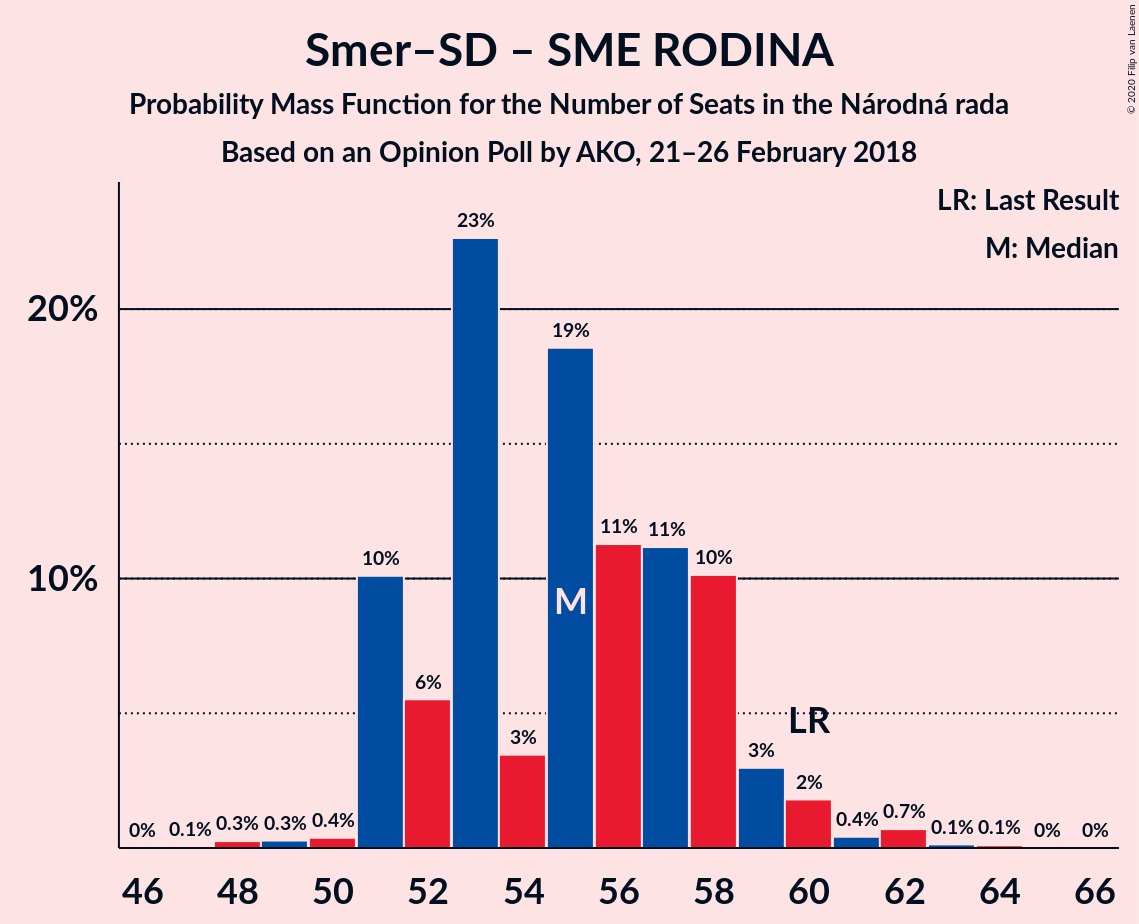 Smer–SD – SME RODINA
Probability Mass Function for the Number of Seats in the Národná rada
Based on an Opinion Poll by AKO, 21–26 February 2018
© 2020 Filip van Laenen
LR: Last Result
M: Median
23%
20%
19%
11% 11%
10% 10%
10%
M
6%
3%
LR
3%
2%
0% 0.1% 0.3% 0.3% 0.4% 0.4% 0.7% 0.1% 0.1% 0% 0%
46 48 50 52 54 56 58 60 62 64 66